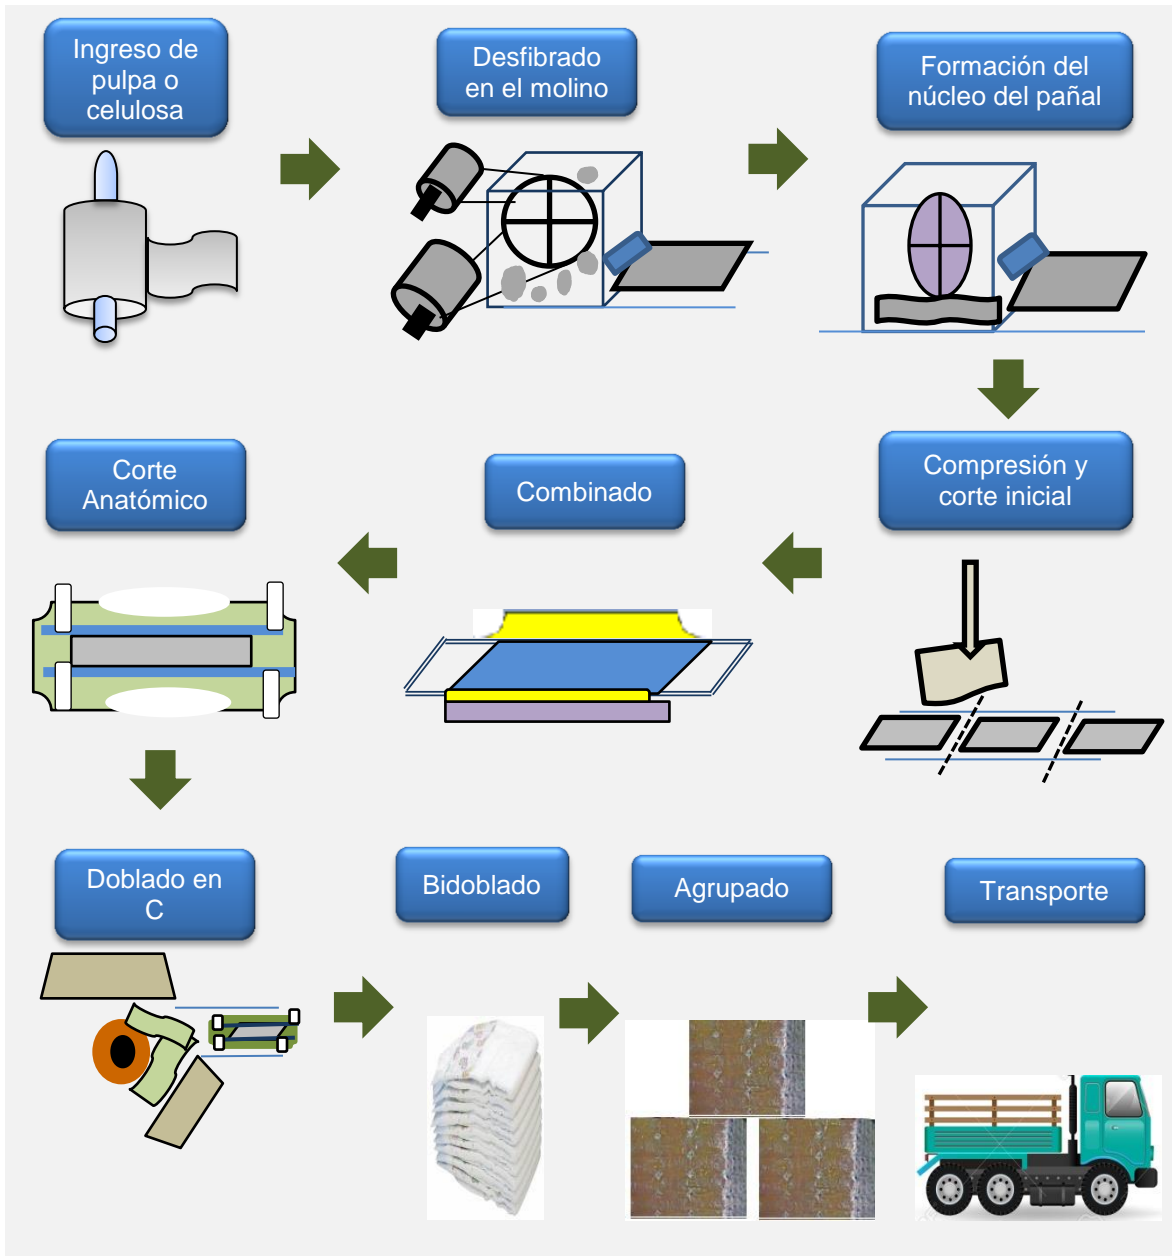 Ingreso de
pulpa o
celulosa
Desfibrado
en el molino
Formación del
núcleo del pañal
Corte
Anatómico
Combinado
Compresión y
corte inicial
Doblado en
C
Bidoblado
Agrupado
Transporte